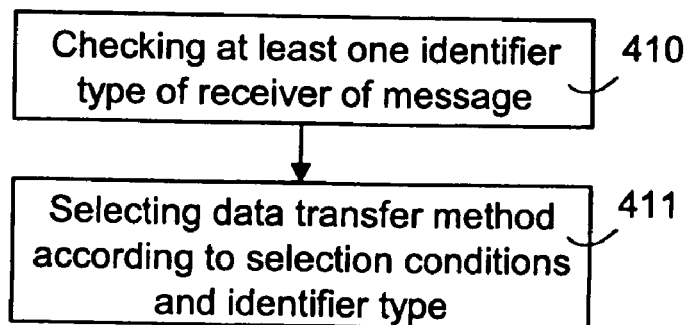 Checking at least one identifier
type of receiver of message
410
Selecting data transfer method
according to selection conditions
and identifier type
411